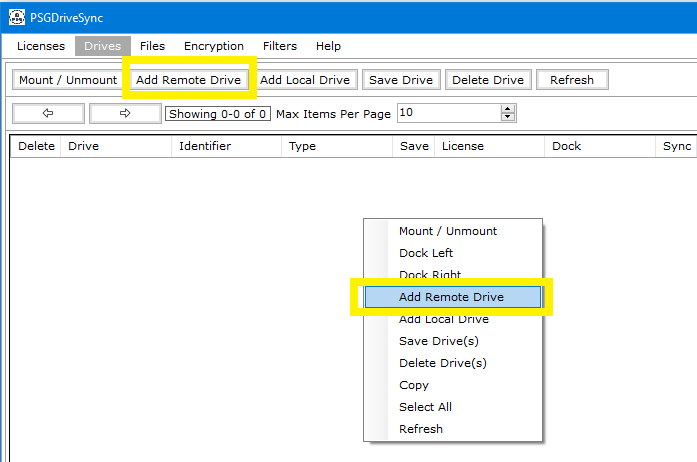 PSGDriveSync
Licenses Drives Files Encryption Filters Help
Mount / Unmount Add Remote Drive Add Local Drive Save Drive Delete Drive Refresh
Showing 0-0 of 0 Max Items Per Page 10
Delete Drive Identifier Type Save License Dock Sync
Mount / Unmount
Dock Left
Dock Right
Add Remote Drive
Add Local Drive
Save Drive(s)
Delete Drive(s)
Copy
Select All
Refresh